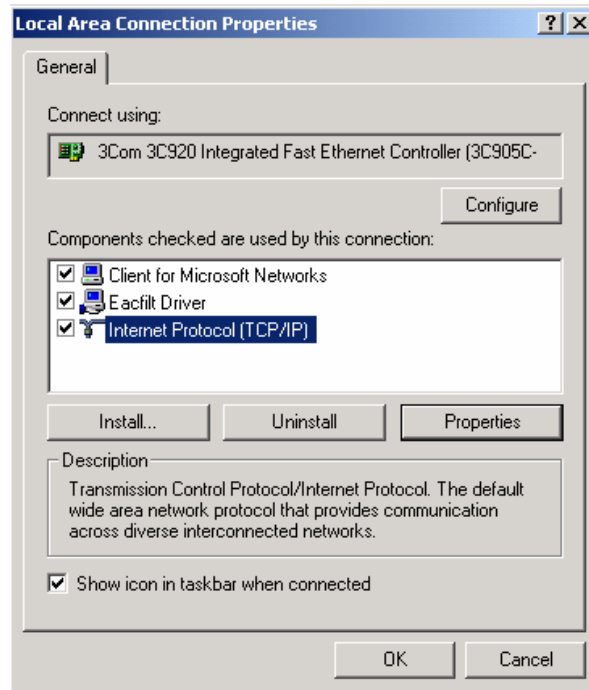 Local Area Connection Properties
General
Connect using:
3Com 3C920 Integrated Fast Ethernet Controller (3C905C-
Configure
Components checked are used by this connection:
Client for Microsoft Networks
Eacfilt Driver
Internet Protocol (TCP/IP)
Install... Uninstall Properties
Description
Transmission Control Protocol/Internet Protocol. The default
wide area network protocol that provides communication
across diverse interconnected networks.
Show icon in taskbar when connected
OK Cancel